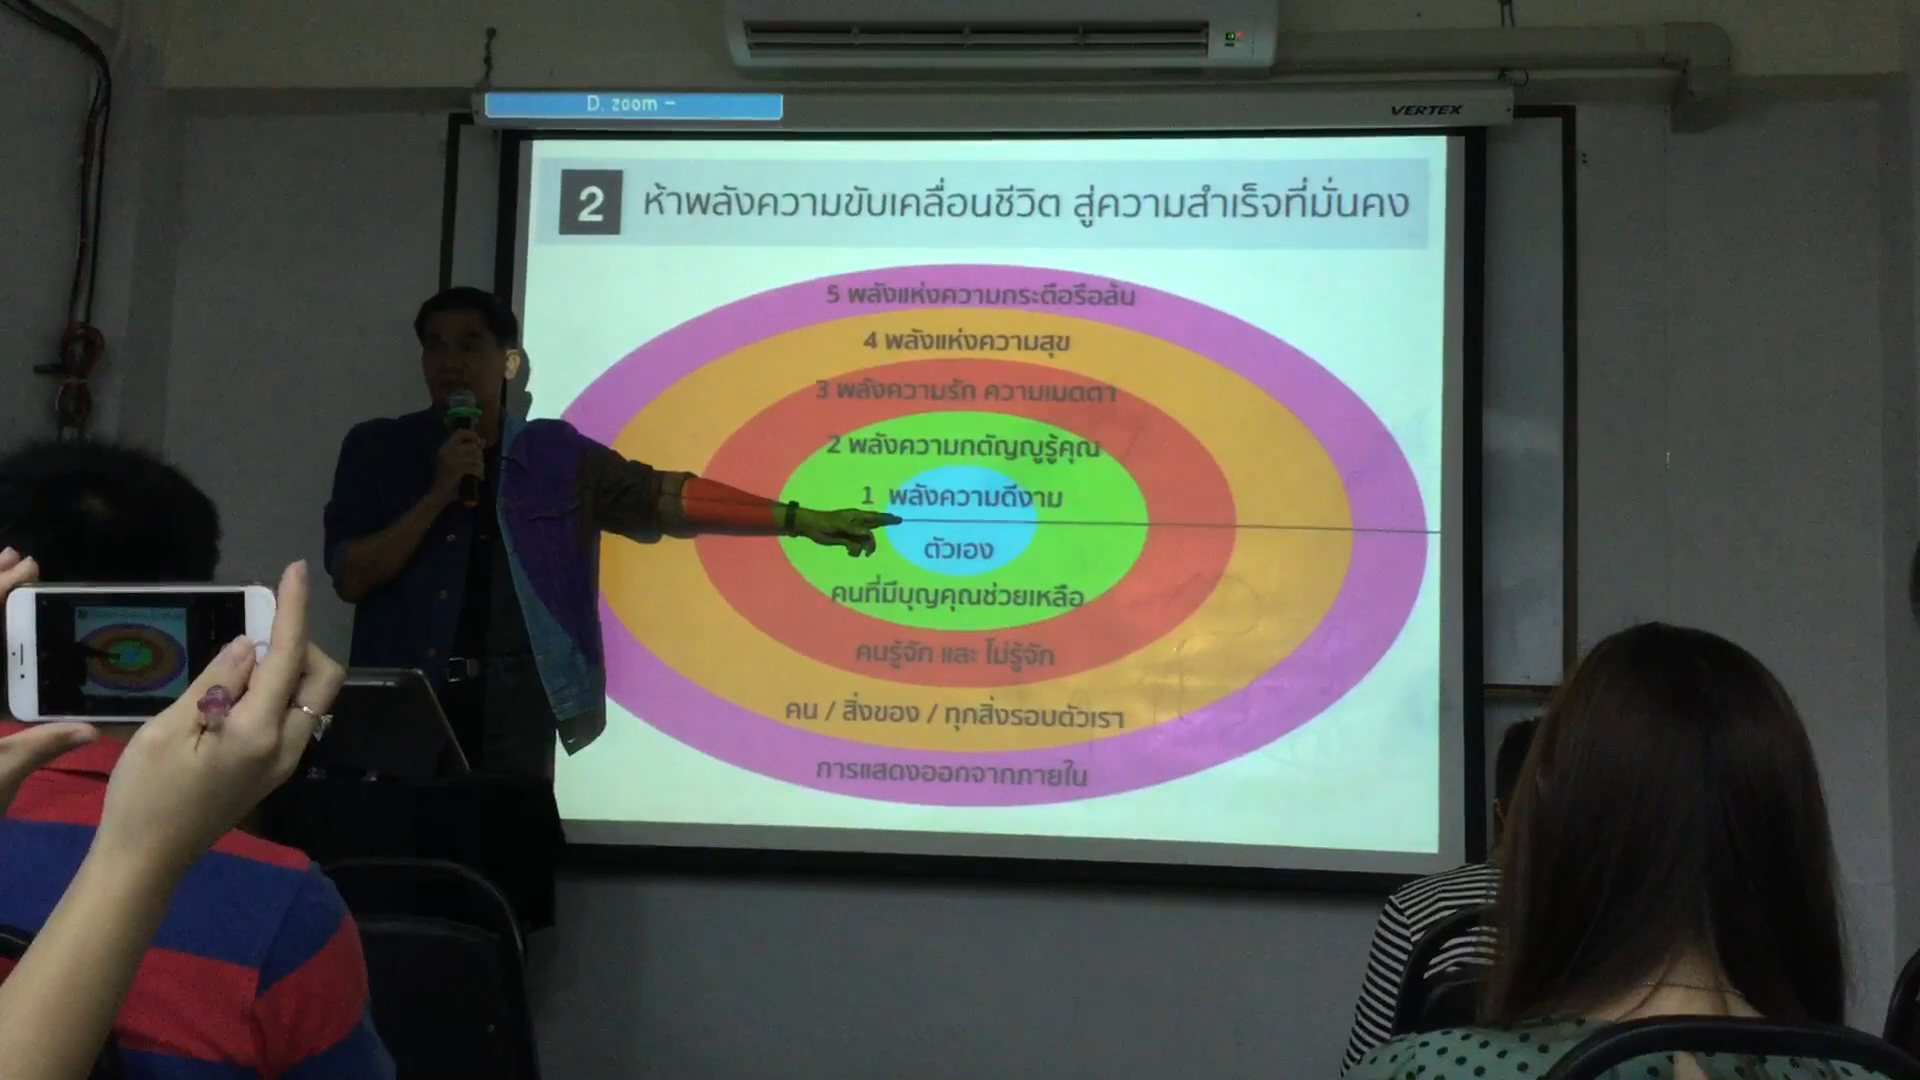 D. zoom -
VERTEX
2 ห้าพลังความขับเคลื่อนชีวิต สู่ความสำเร็จที่มั่นคง
5 พลังแห่งความกระตือรือล้น
4 พลังแห่งความสุข
3 พลังความรัก ความเมตตา
2 พลังความกตัญญูรู้คุณ
1 พลังความดีงาม
ตัวเอง
คนที่มีบุญคุณช่วยเหลือ
คนรู้จัก และ ไม่รู้จัก
คน / สิ่งของ / ทุกสิ่งรอบตัวเรา
การแสดงออกจากภายใน